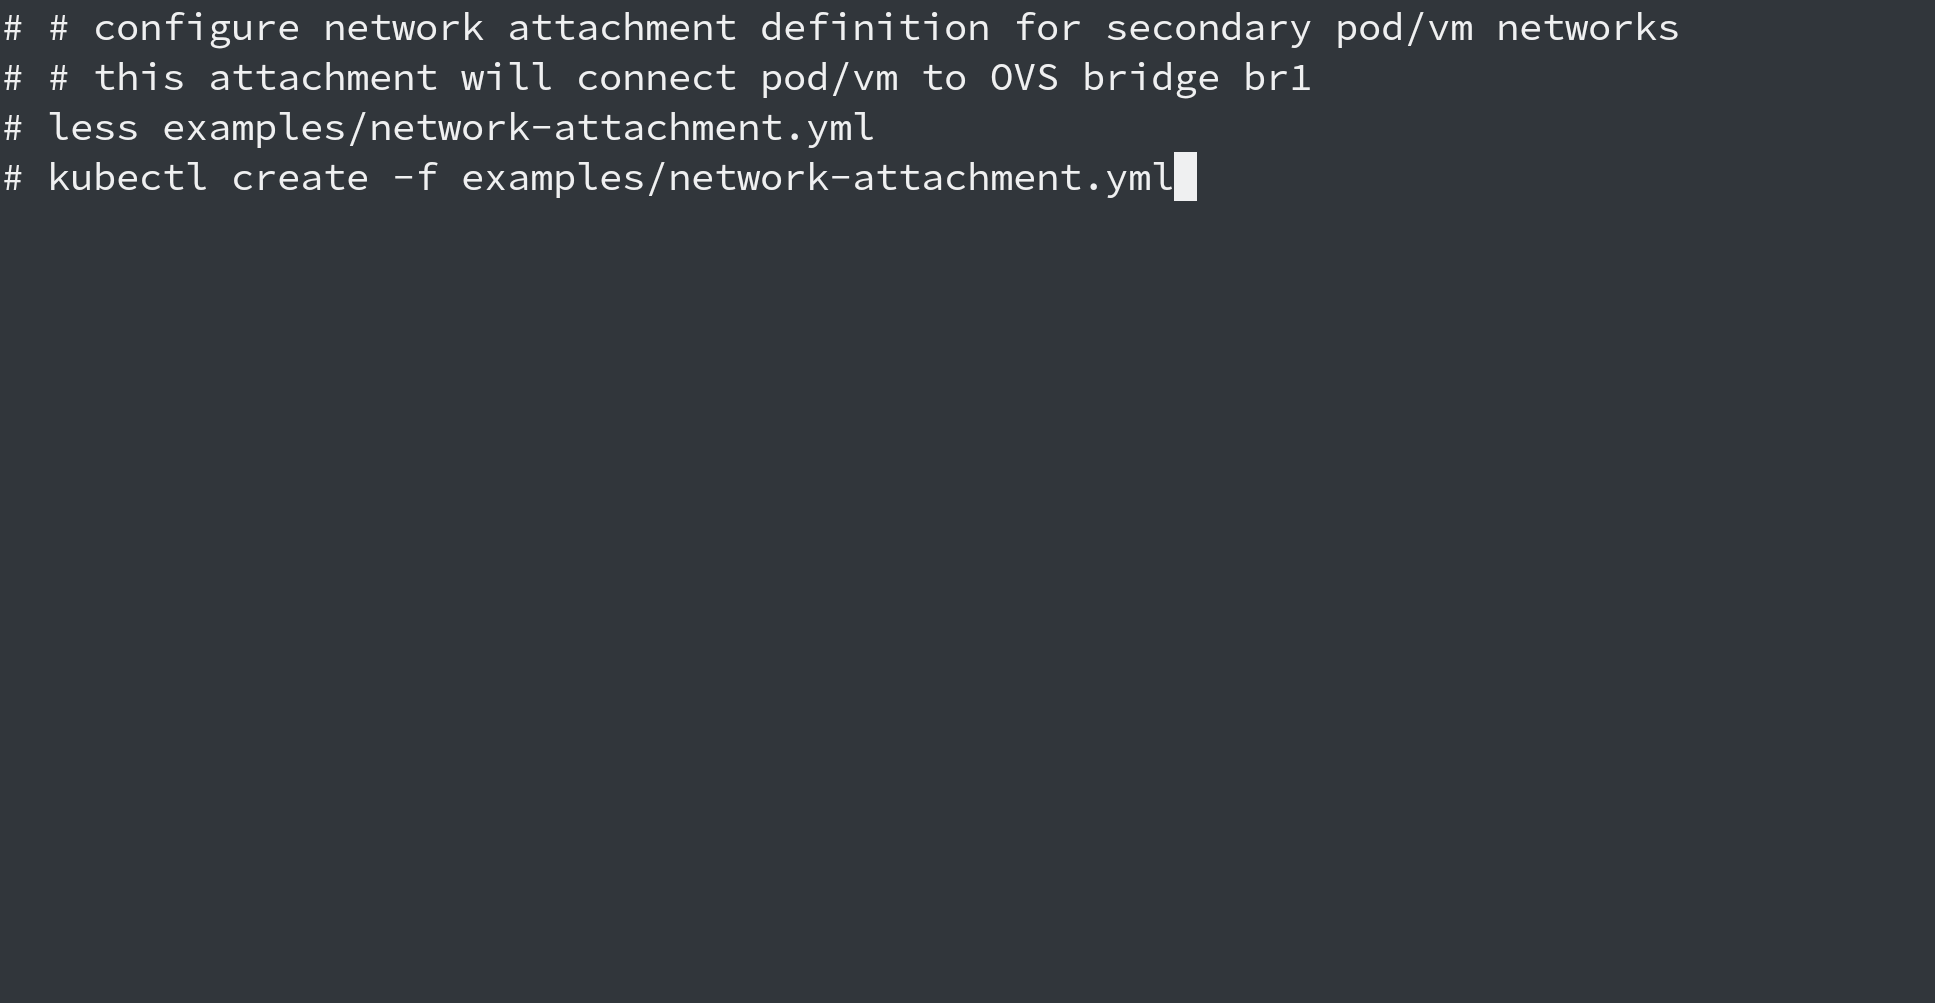 # # configure network attachment definition for secondary pod/vm networks
# # this attachment will connect pod/vm to OVS bridge br1
# less examples/network-attachment.yml
# kubectl create -f examples/network-attachment.yml